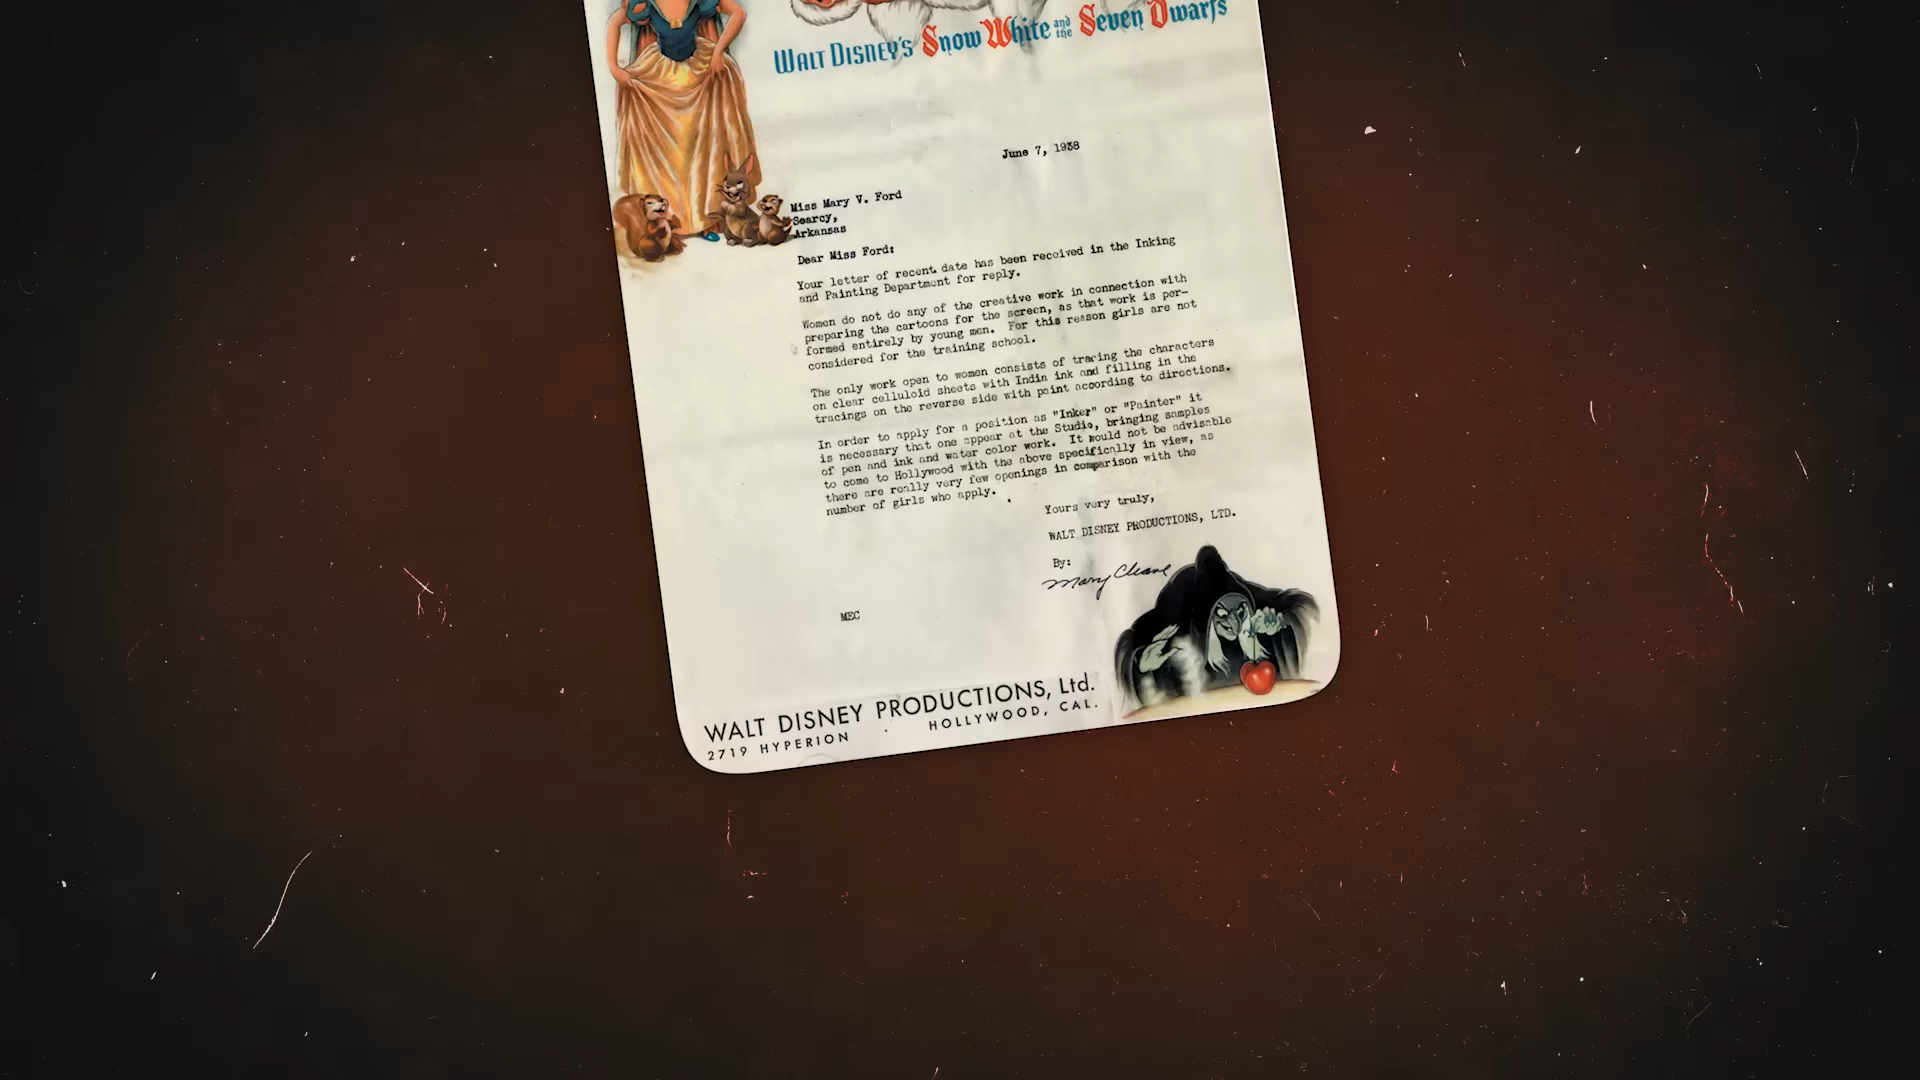 WALT DISNEY'S Snow White and the Seven Dwarfs
June 7, 1938
Miss Mary V. Ford
Searcy,
Arkansas
Dear Miss Ford:
Your letter of recent date has been received in the Inking
and Painting Department for reply.
Women do not do any of the creative work in connection with
preparing the cartoons for the screen, as that work is per-
formed entirely by young men. For this reason girls are not
considered for the training school.
The only work open to women consists of tracing the characters
on clear celluloid sheets with India ink and filling in the
tracings on the reverse side with paint according to directions.
In order to apply for a position as "Inker" or "Painter" it
is necessary that one appear at the Studio, bringing samples
of pen and ink and water color work. It would not be advisable
to come to Hollywood with the above specifically in view, as
there are really very few openings in comparison with the
number of girls who apply.
Yours very truly,
WALT DISNEY PRODUCTIONS, LTD.
By:
Mary Cleave
MEC
WALT DISNEY PRODUCTIONS, Ltd.
2719 HYPERION . HOLLYWOOD, CAL.